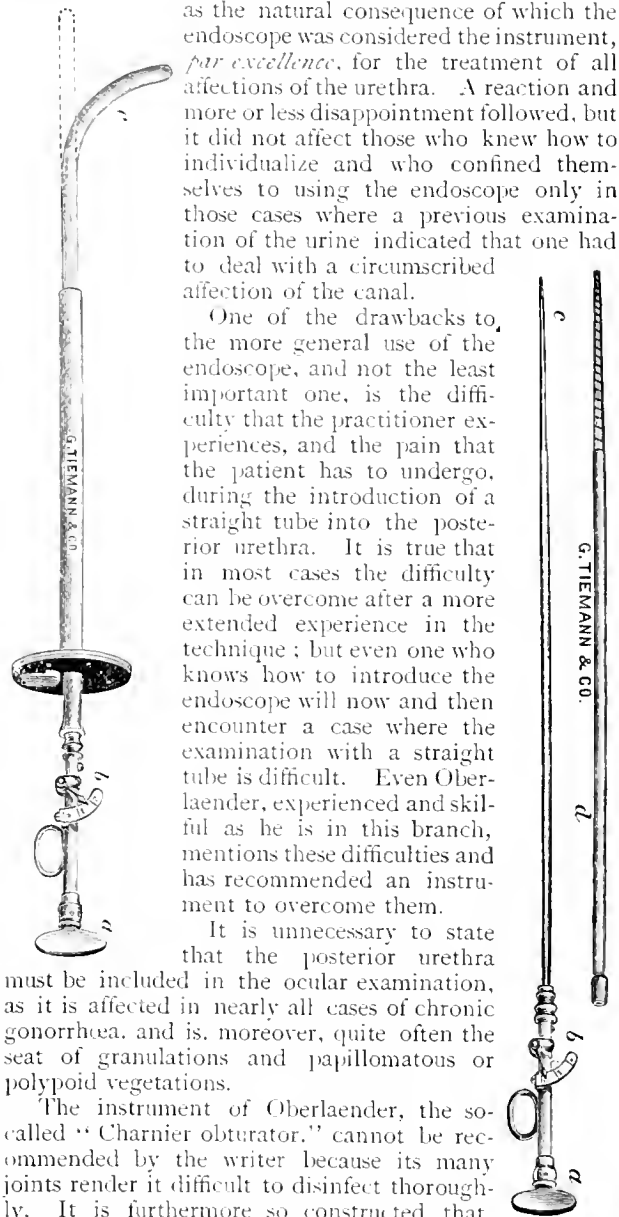 as the natural consequence of which the
endoscope was considered the instrument,
par excellence, for the treatment of all
affections of the urethra. A reaction and
more or less disappointment followed, but
it did not affect those who knew how to
individualize and who confined them-
selves to using the endoscope only in
those cases where a previous examina-
tion of the urine indicated that one had
to deal with a circumscribed
affection of the canal.
One of the drawbacks to
the more general use of the
endoscope, and not the least
important one, is the diffi-
culty that the practitioner ex-
periences, and the pain that
the patient has to undergo,
during the introduction of a
straight tube into the poste-
rior urethra. It is true that
in most cases the difficulty
can be overcome after a more
extended experience in the
technique ; but even one who
knows how to introduce the
endoscope will now and then
encounter a case where the
examination with a straight
tube is difficult. Even Ober-
laender, experienced and skil-
ful as he is in this branch,
mentions these difficulties and
has recommended an instru-
ment to overcome them.
It is unnecessary to state
that the posterior urethra
must be included in the ocular examination,
as it is affected in nearly all cases of chronic
gonorrhœa, and is, moreover, quite often the
seat of granulations and papillomatous or
polypoid vegetations.
The instrument of Oberlaender, the so-
called “ Charnier obturator,” cannot be rec-
ommended by the writer because its many
joints render it difficult to disinfect thorough-
ly. It is furthermore so constructed that
c
G. TIEMANN & CO.
b
a
c
G. TIEMANN & CO.
d
b
a